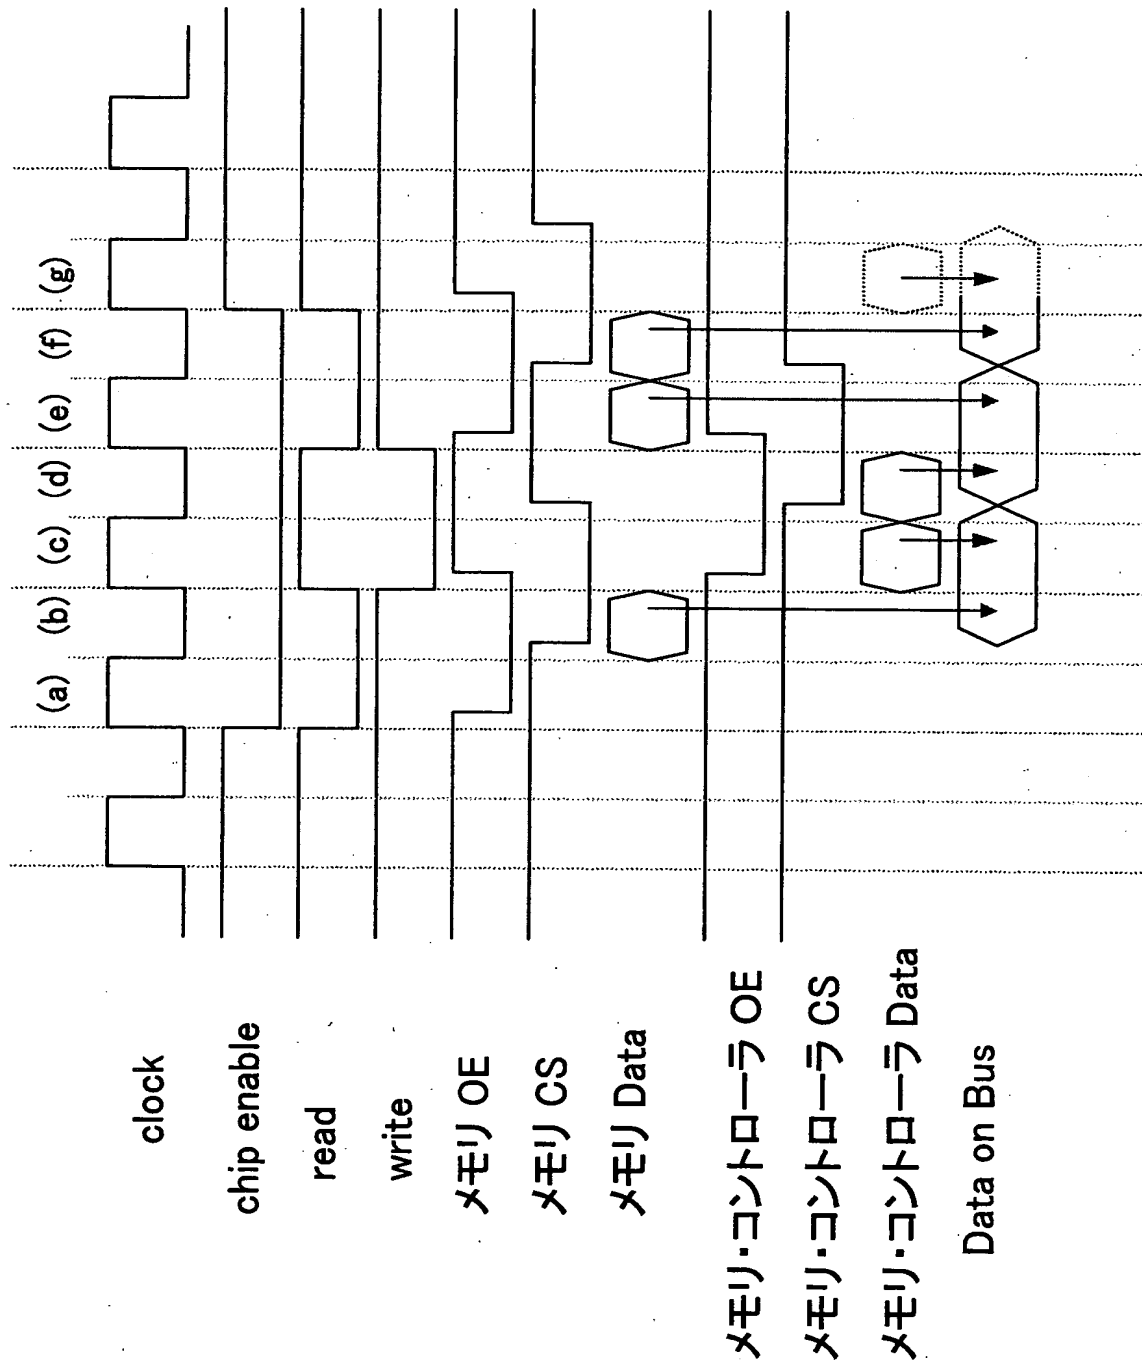 (a) (b) (c) (d) (e) (f) (g)
clock
chip enable
read
write
メモリ OE
メモリ CS
メモリ Data
メモリ・コントローラ OE
メモリ・コントローラ CS
メモリ・コントローラ Data
Data on Bus